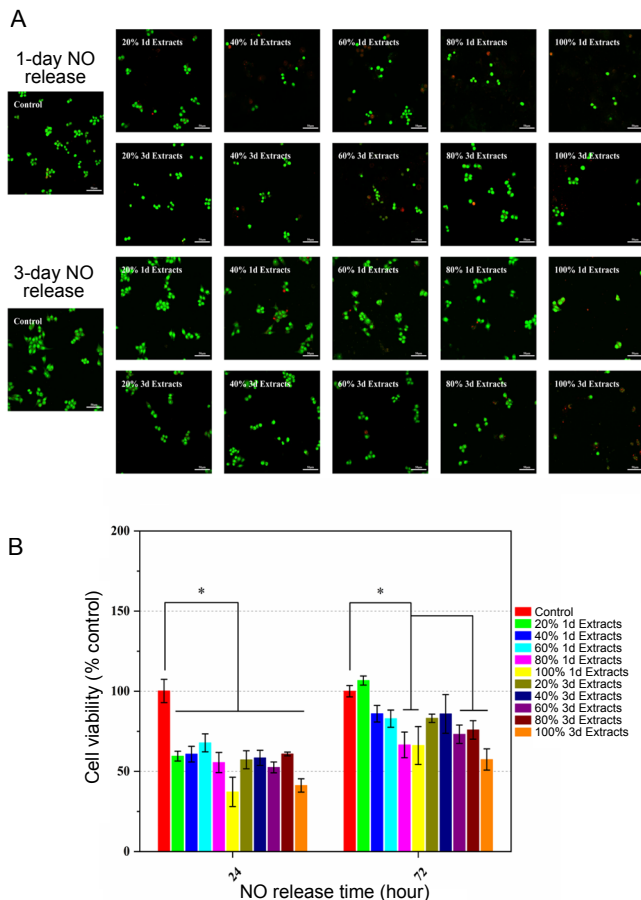 A
1-day NO
release
Control
20% 1d Extracts
40% 1d Extracts
60% 1d Extracts
80% 1d Extracts
100% 1d Extracts
20% 3d Extracts
40% 3d Extracts
60% 3d Extracts
80% 3d Extracts
100% 3d Extracts
3-day NO
release
Control
20% 1d Extracts
40% 1d Extracts
60% 1d Extracts
80% 1d Extracts
100% 1d Extracts
20% 3d Extracts
40% 3d Extracts
60% 3d Extracts
80% 3d Extracts
100% 3d Extracts
B
Cell viability (% control)
200
150
100
50
0
*
*
24
72
NO release time (hour)
Control
20% 1d Extracts
40% 1d Extracts
60% 1d Extracts
80% 1d Extracts
100% 1d Extracts
20% 3d Extracts
40% 3d Extracts
60% 3d Extracts
80% 3d Extracts
100% 3d Extracts